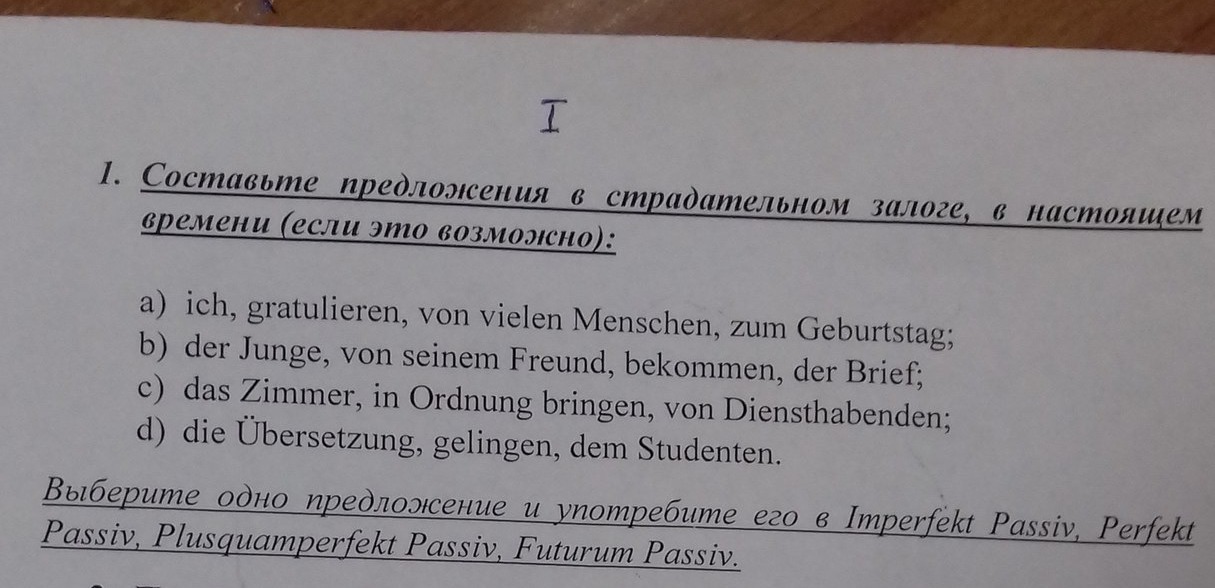 I
1. Составьте предложения в страдательном залоге, в настоящем
времени (если это возможно):
a) ich, gratulieren, von vielen Menschen, zum Geburtstag;
b) der Junge, von seinem Freund, bekommen, der Brief;
c) das Zimmer, in Ordnung bringen, von Diensthabenden;
d) die Übersetzung, gelingen, dem Studenten.
Выберите одно предложение и употребите его в Imperfekt Passiv, Perfekt
Passiv, Plusquamperfekt Passiv, Futurum Passiv.